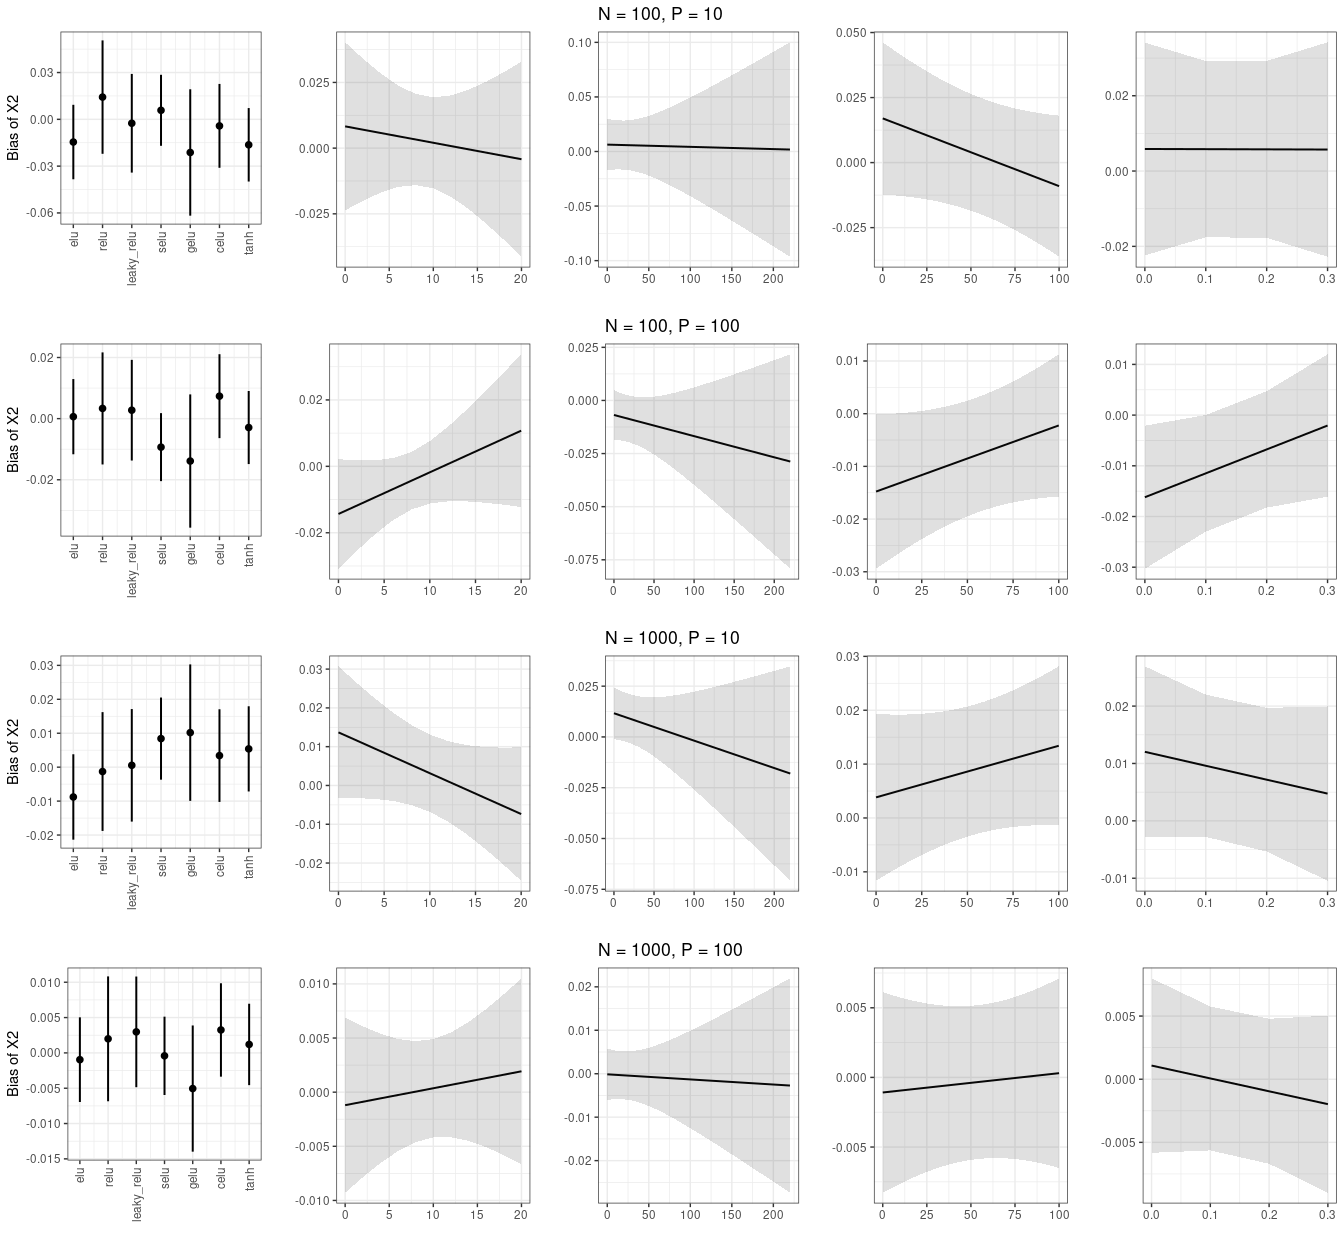 N = 100, P = 10
Bias of X2
0.03
0.00
-0.03
-0.06
elu
relu
leaky_relu
selu
gelu
celu
tanh
0.025
0.000
-0.025
0 5 10 15 20
0.10
0.05
0.00
-0.05
-0.10
0 50 100 150 200
0.050
0.025
0.000
-0.025
0 25 50 75 100
0.02
0.00
-0.02
0.0 0.1 0.2 0.3
N = 100, P = 100
Bias of X2
0.02
0.00
-0.02
elu
relu
leaky_relu
selu
gelu
celu
tanh
0.02
0.00
-0.02
0 5 10 15 20
0.025
0.000
-0.025
-0.050
-0.075
0 50 100 150 200
0.01
0.00
-0.01
-0.02
-0.03
0 25 50 75 100
0.01
0.00
-0.01
-0.02
-0.03
0.0 0.1 0.2 0.3
N = 1000, P = 10
Bias of X2
0.03
0.02
0.01
0.00
-0.01
-0.02
elu
relu
leaky_relu
selu
gelu
celu
tanh
0.03
0.02
0.01
0.00
-0.01
-0.02
0 5 10 15 20
0.025
0.000
-0.025
-0.050
-0.075
0 50 100 150 200
0.03
0.02
0.01
0.00
-0.01
0 25 50 75 100
0.02
0.01
0.00
-0.01
0.0 0.1 0.2 0.3
N = 1000, P = 100
Bias of X2
0.010
0.005
0.000
-0.005
-0.010
-0.015
elu
relu
leaky_relu
selu
gelu
celu
tanh
0.010
0.005
0.000
-0.005
-0.010
0 5 10 15 20
0.02
0.01
0.00
-0.01
-0.02
0 50 100 150 200
0.005
0.000
-0.005
0 25 50 75 100
0.005
0.000
-0.005
0.0 0.1 0.2 0.3